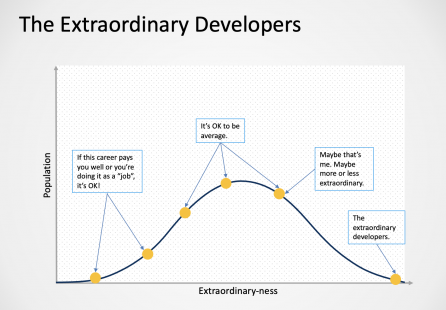 The Extraordinary Developers
It's OK to be
average.
If this career pays
you well or you're
doing it as a "job",
it's OK!
Maybe that's
me. Maybe
more or less
extraordinary.
The
extraordinary
developers.
Population
Extraordinary-ness